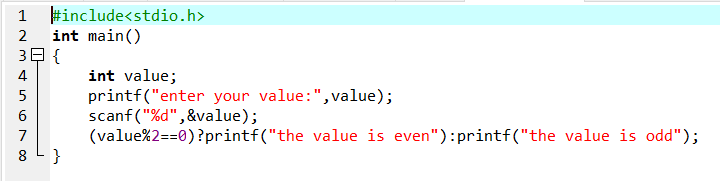 1 #include<stdio.h>
2 int main()
3 {
4 int value;
5 printf("enter your value:",value);
6 scanf("%d",&value);
7 (value%2==0)?printf("the value is even"):printf("the value is odd");
8 }